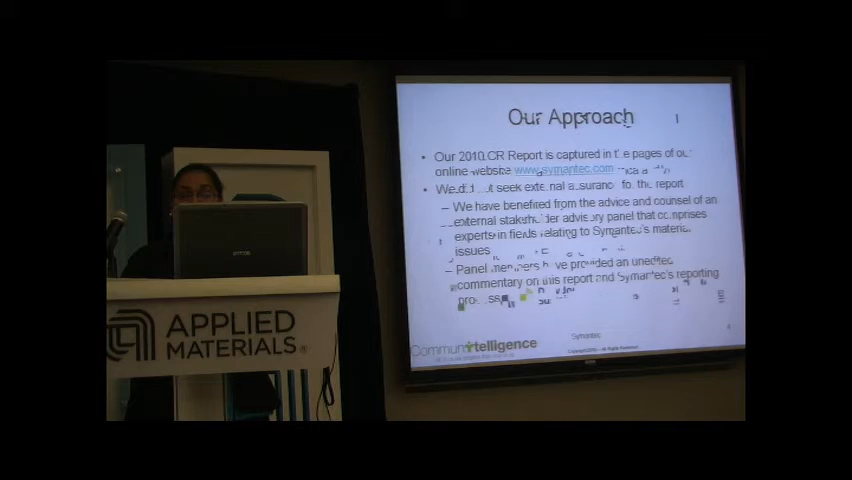 Our Approach
• Our 2010 CR Report is captured in the pages of our
online website www.symantec.com
• We did not seek external assurance for the report
– We have benefited from the advice and counsel of an
external stakeholder advisory panel that comprises
experts in fields relating to Symantec's material
issues
– Panel members have provided an unedited
commentary on this report and Symantec's reporting
process
Symantec
Communitelligence
APPLIED
MATERIALS®